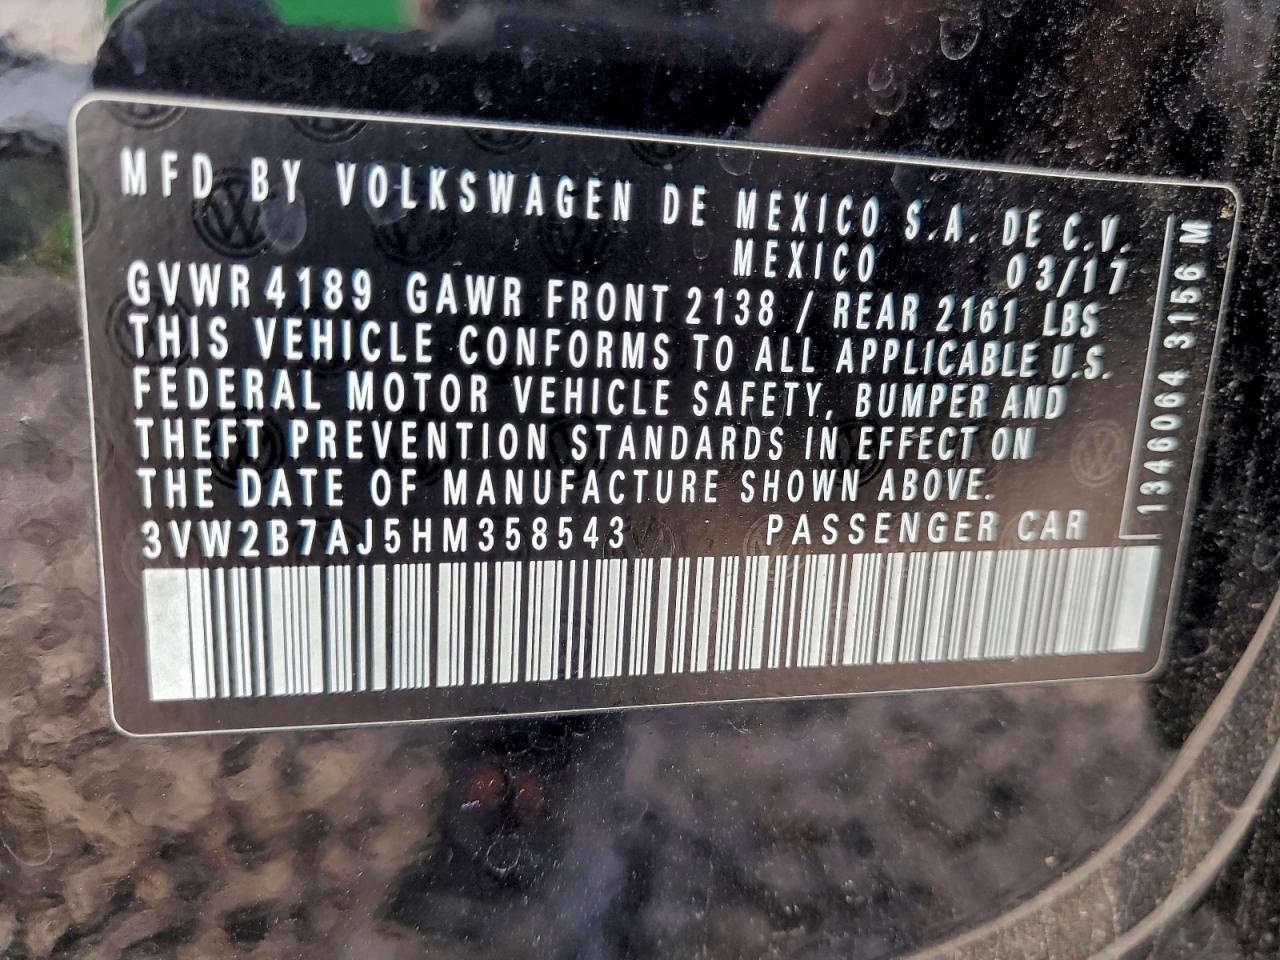 MFD BY VOLKSWAGEN DE MEXICO S.A. DE C.V.
MEXICO 03/17
GVWR 4189 GAWR FRONT 2138 / REAR 2161 LBS
THIS VEHICLE CONFORMS TO ALL APPLICABLE U.S.
FEDERAL MOTOR VEHICLE SAFETY, BUMPER AND
THEFT PREVENTION STANDARDS IN EFFECT ON
THE DATE OF MANUFACTURE SHOWN ABOVE.
3VW2B7AJ5HM358543 PASSENGER CAR
1346064 3156 M